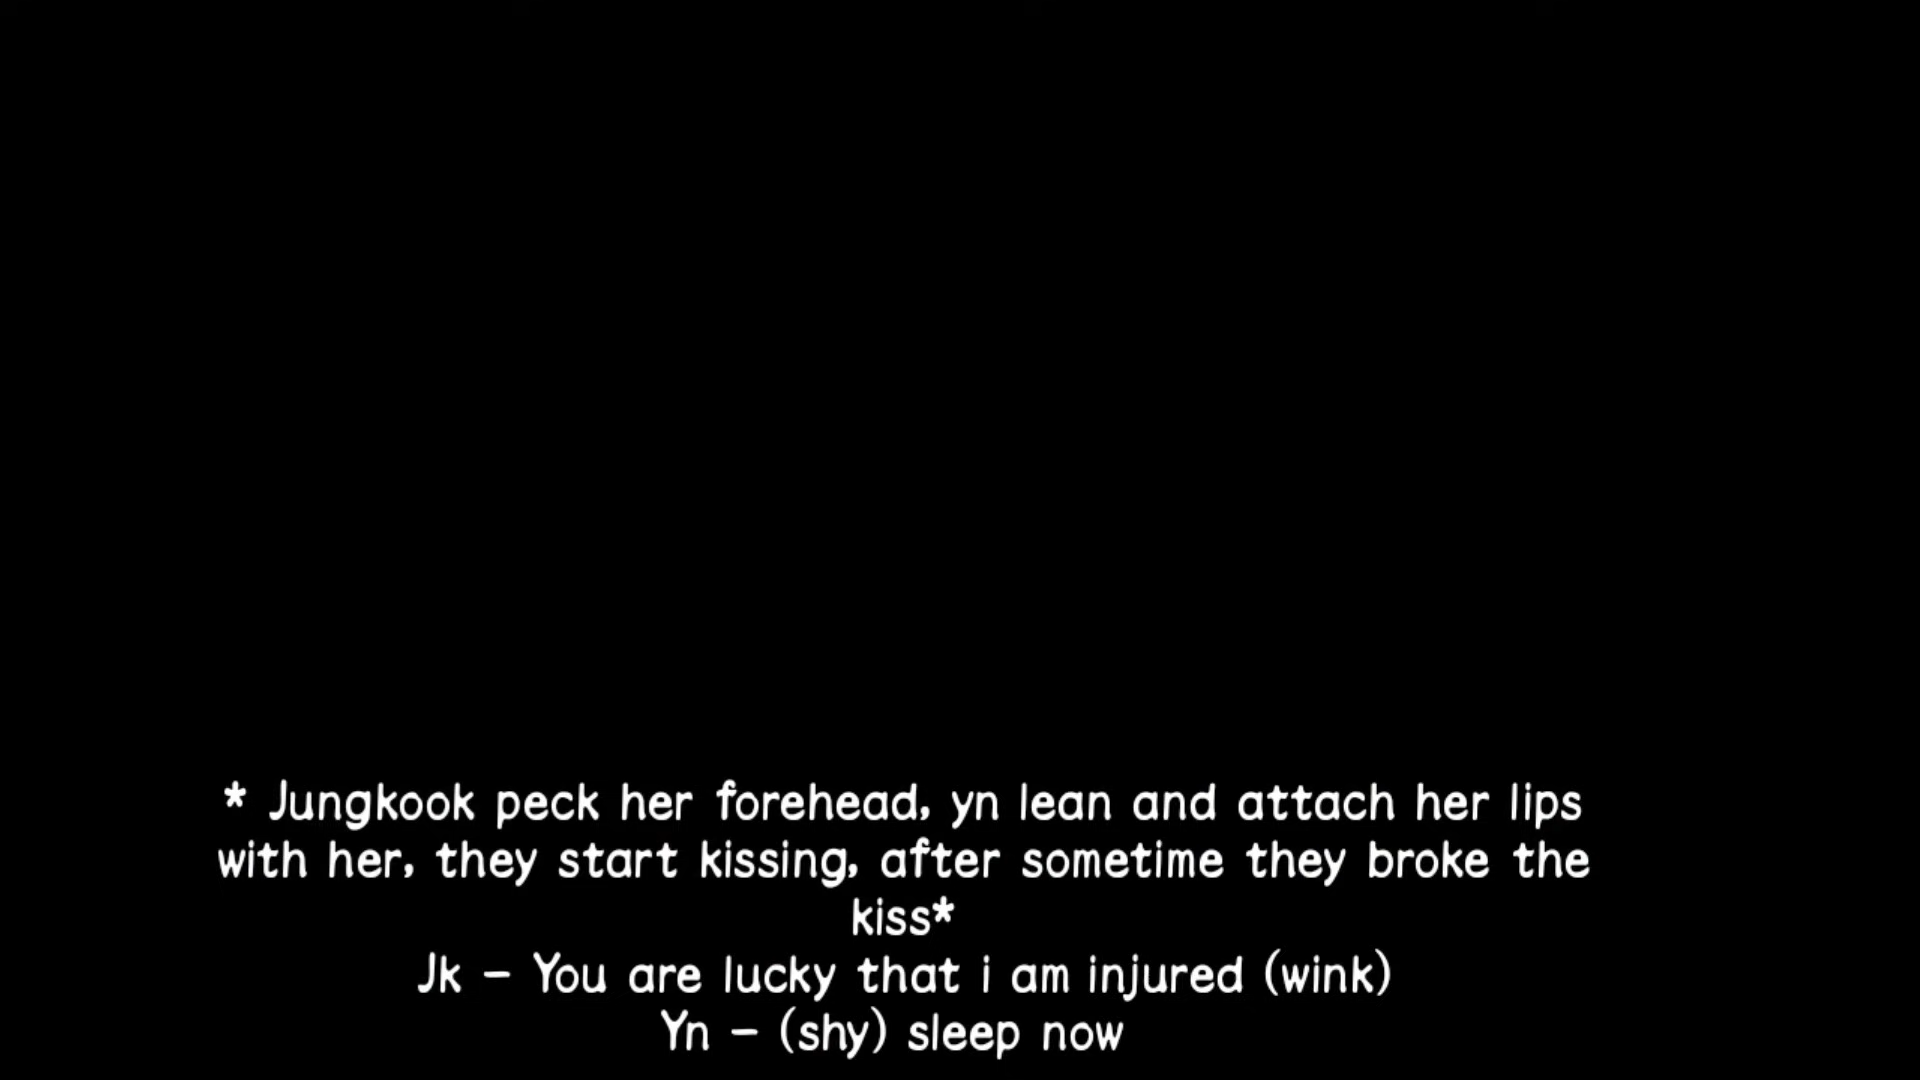 * Jungkook peck her forehead, yn lean and attach her lips
with her, they start kissing, after sometime they broke the
kiss*
Jk – You are lucky that i am injured (wink)
Yn – (shy) sleep now